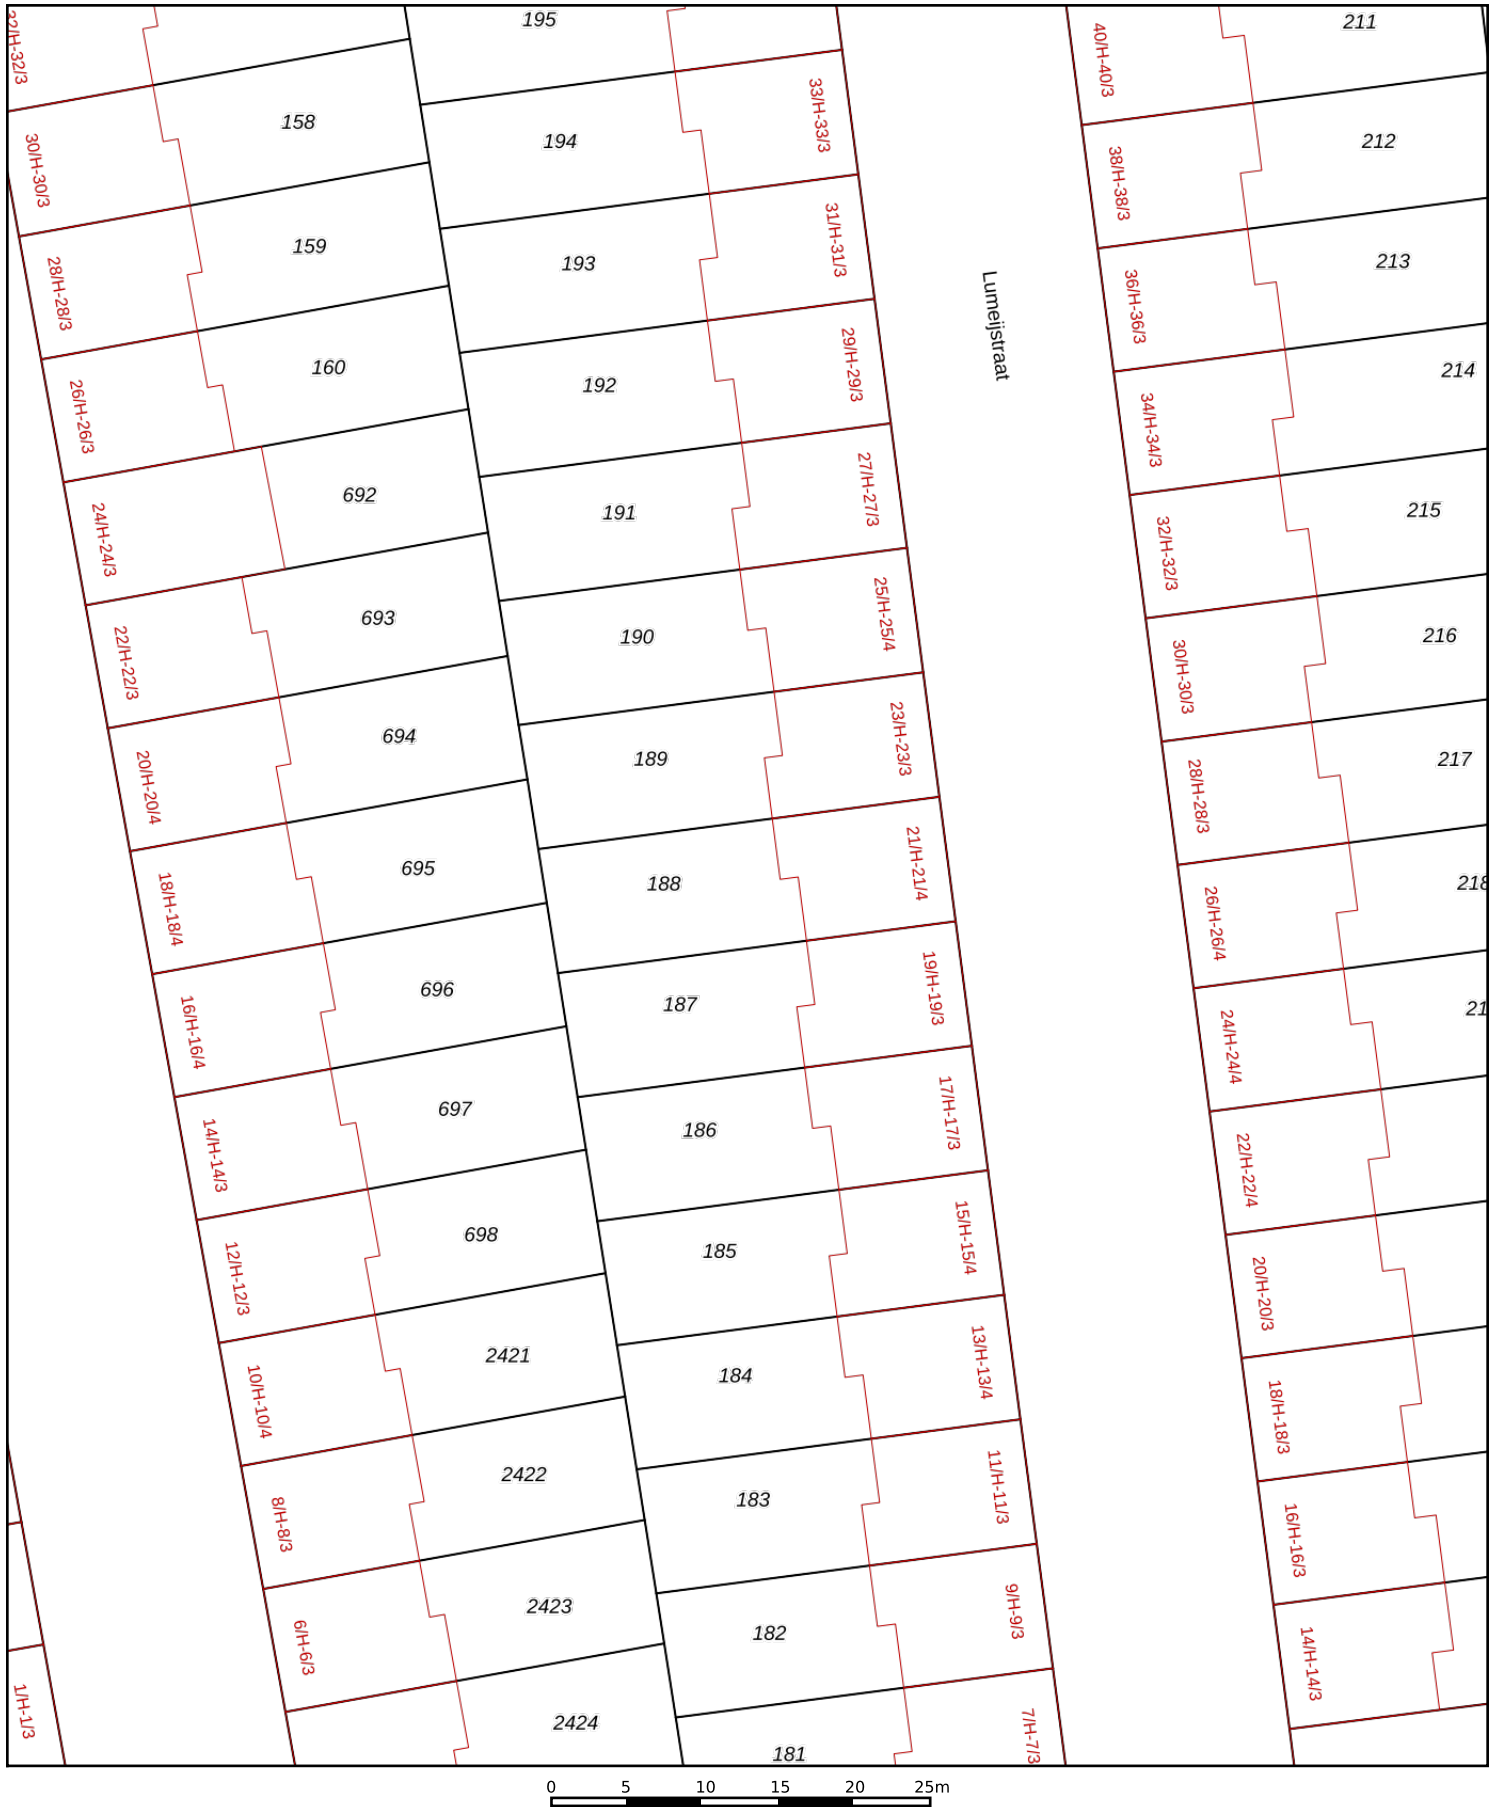 195
211
32/H-32/3
40/H-40/3
158
33/H-33/3
194
212
30/H-30/3
38/H-38/3
159
31/H-31/3
193
213
28/H-28/3
36/H-36/3
Lumeijstraat
160
29/H-29/3
192
214
26/H-26/3
34/H-34/3
692
27/H-27/3
191
215
24/H-24/3
32/H-32/3
693
25/H-25/4
190
216
22/H-22/3
30/H-30/3
694
23/H-23/3
189
217
20/H-20/4
28/H-28/3
695
21/H-21/4
188
218
18/H-18/4
26/H-26/4
696
19/H-19/3
187
21
16/H-16/4
24/H-24/4
697
17/H-17/3
186
14/H-14/3
22/H-22/4
698
15/H-15/4
185
12/H-12/3
20/H-20/3
2421
13/H-13/4
184
10/H-10/4
18/H-18/3
2422
11/H-11/3
183
8/H-8/3
16/H-16/3
2423
9/H-9/3
182
6/H-6/3
14/H-14/3
1/H-1/3
2424
7/H-7/3
181
0 5 10 15 20 25m